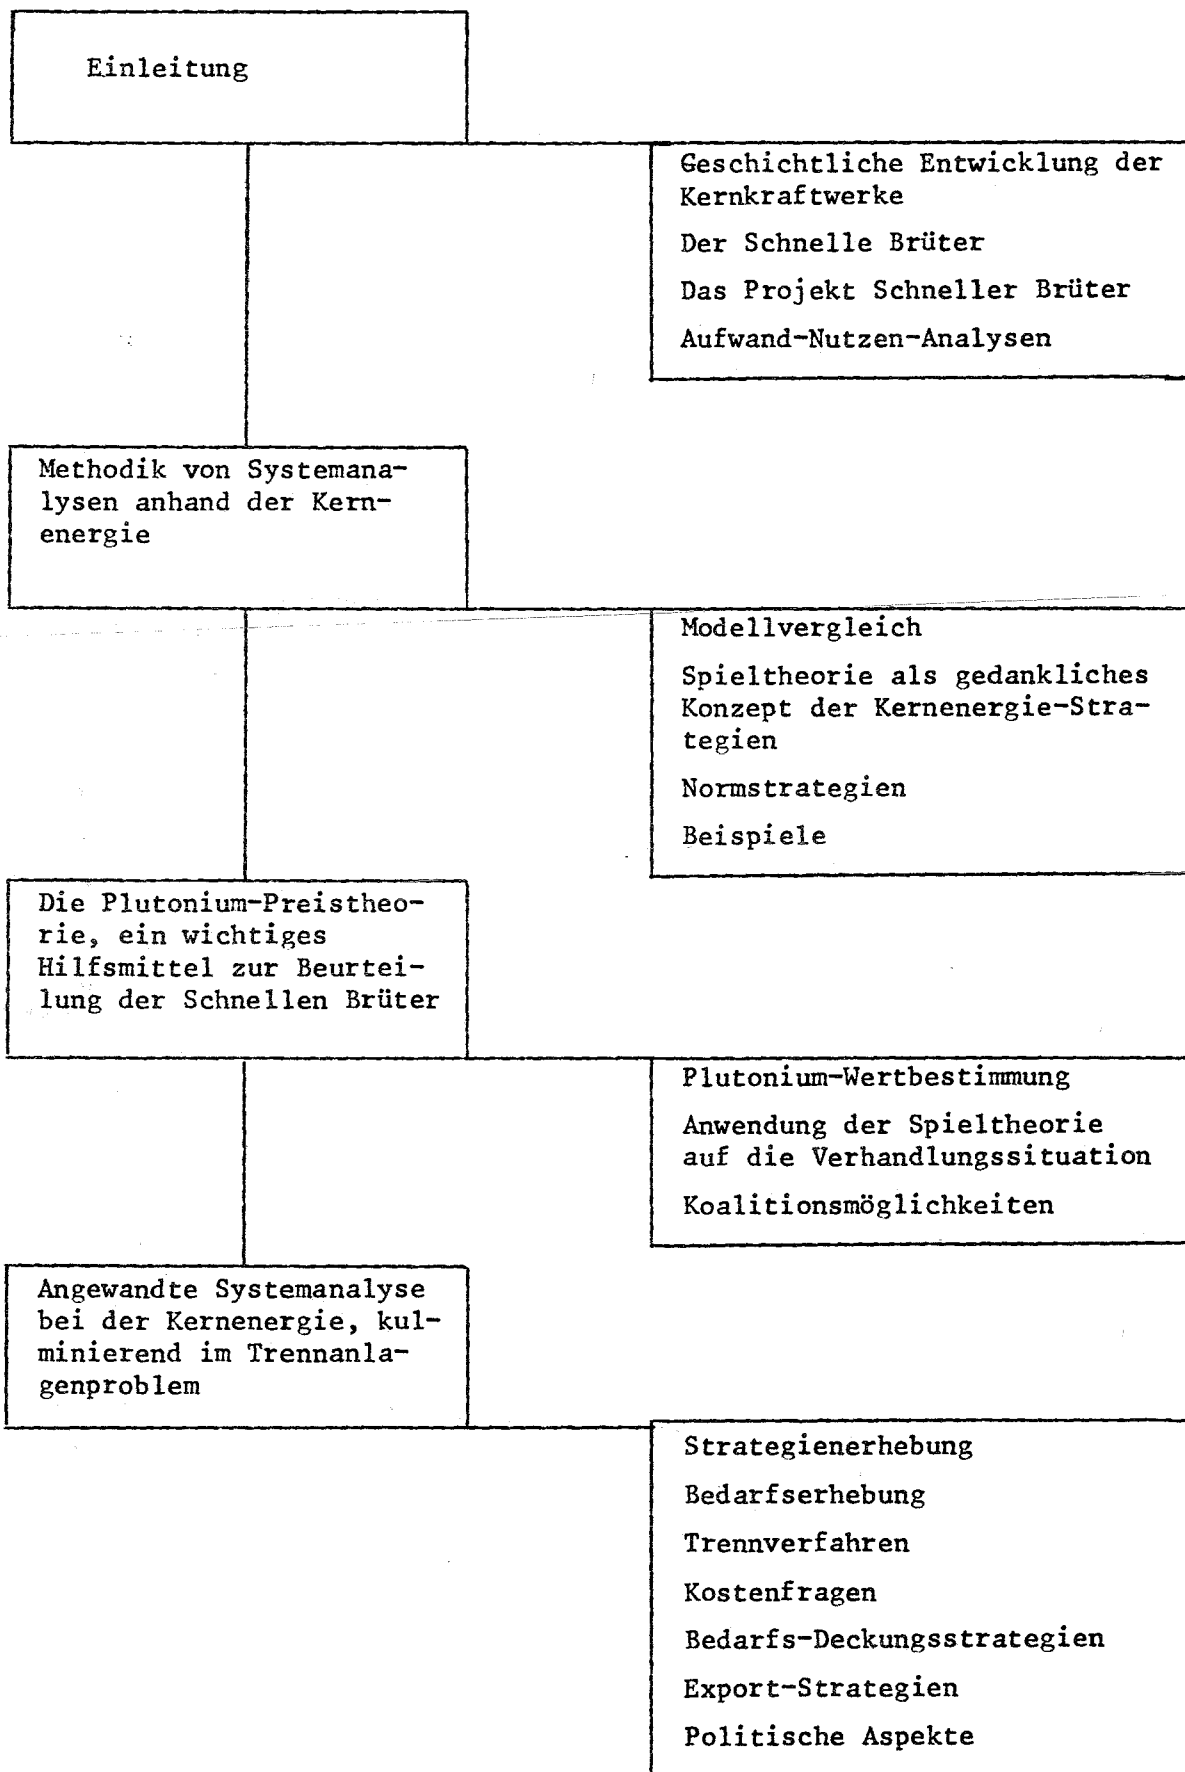 Einleitung
Geschichtliche Entwicklung der
Kernkraftwerke
Der Schnelle Brüter
Das Projekt Schneller Brüter
Aufwand-Nutzen-Analysen
Methodik von Systemana-
lysen anhand der Kern-
energie
Modellvergleich
Spieltheorie als gedankliches
Konzept der Kernenergie-Stra-
tegien
Normstrategien
Beispiele
Die Plutonium-Preistheo-
rie, ein wichtiges
Hilfsmittel zur Beurtei-
lung der Schnellen Brüter
Plutonium-Wertbestimmung
Anwendung der Spieltheorie
auf die Verhandlungssituation
Koalitionsmöglichkeiten
Angewandte Systemanalyse
bei der Kernenergie, kul-
minierend im Trennanla-
genproblem
Strategienerhebung
Bedarfserhebung
Trennverfahren
Kostenfragen
Bedarfs-Deckungsstrategien
Export-Strategien
Politische Aspekte